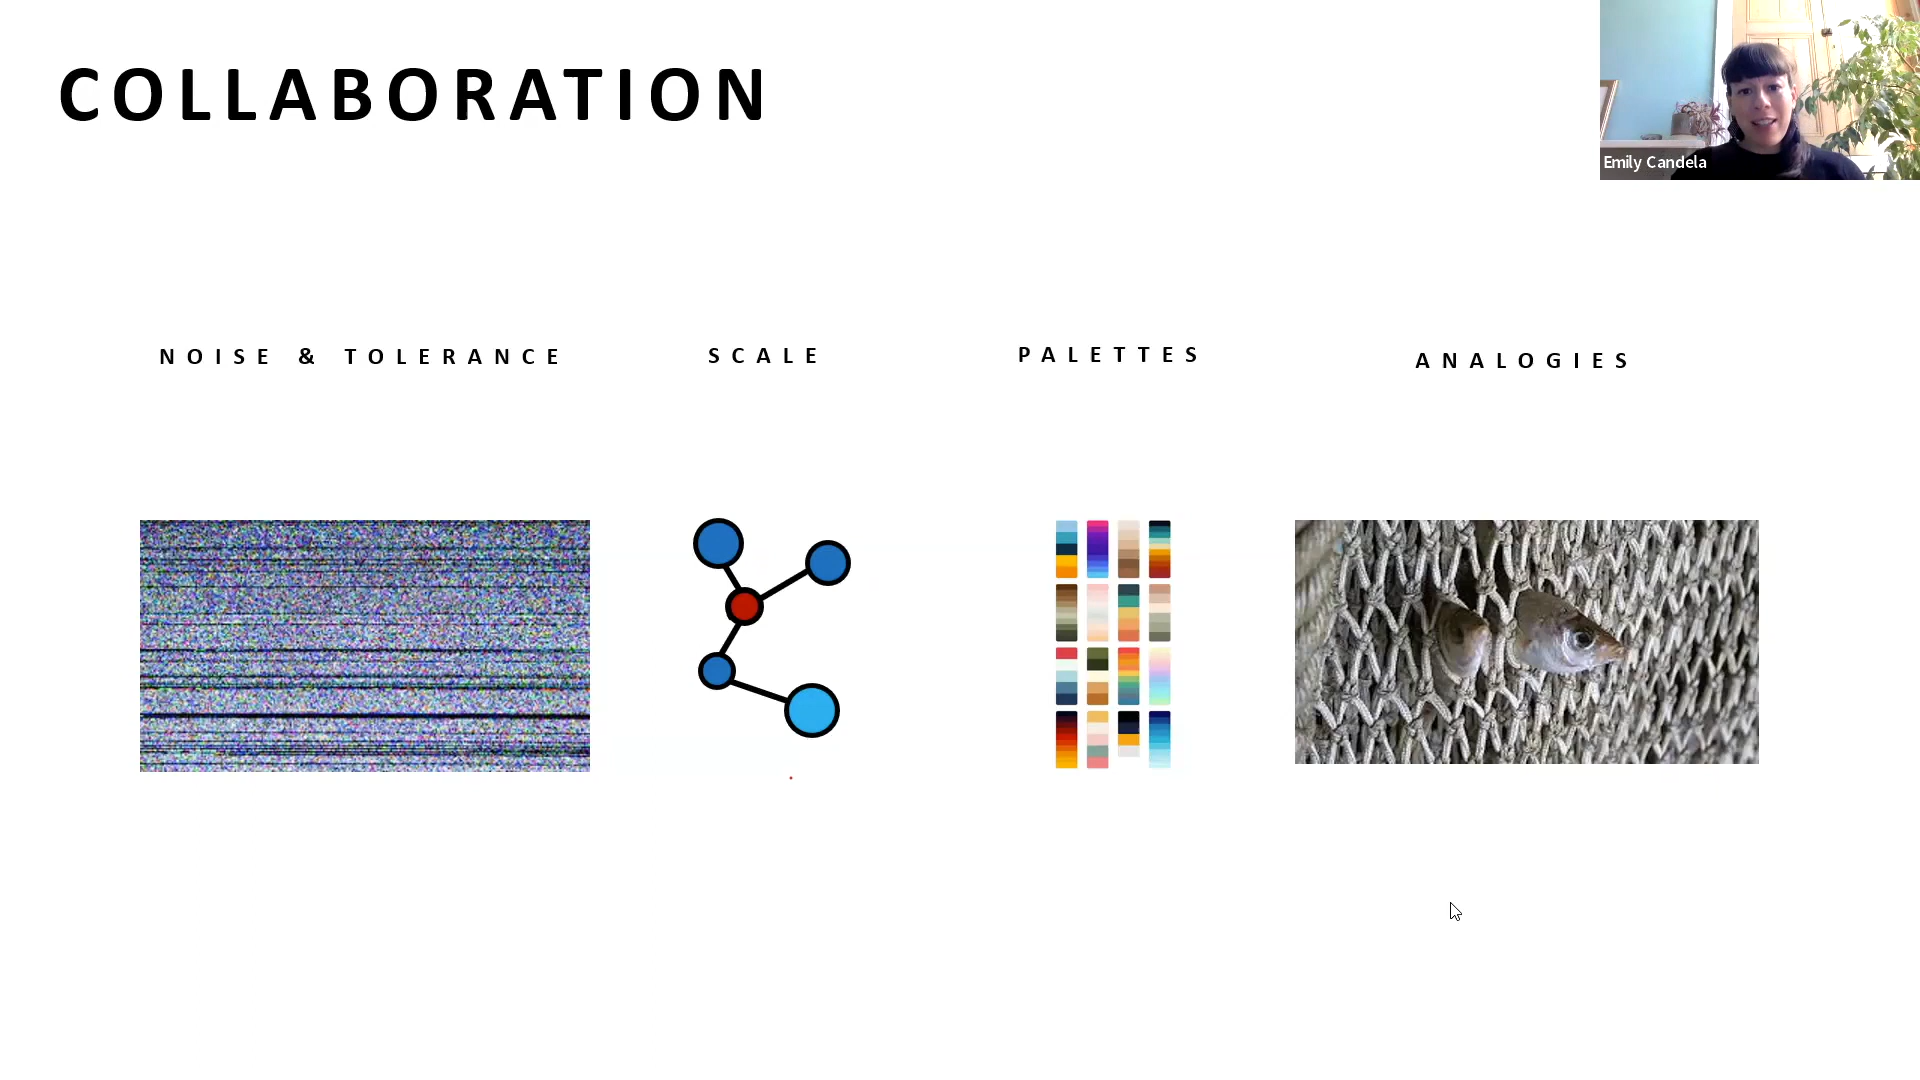 COLLABORATION
Emily Candela
NOISE & TOLERANCE
SCALE
PALETTES
ANALOGIES